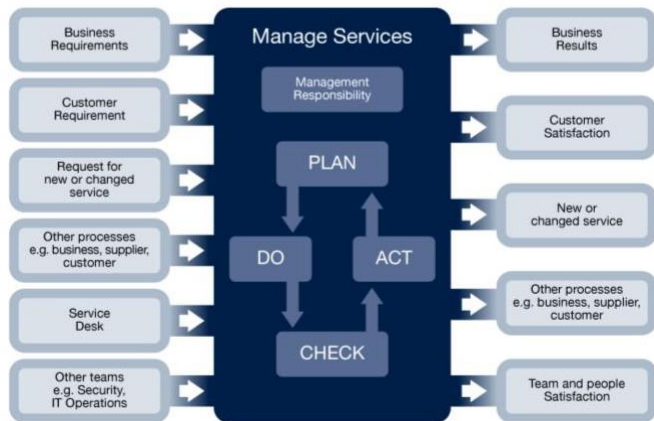 Business
Requirements
Customer
Requirement
Request for
new or changed
service
Other processes
e.g. business, supplier,
customer
Service
Desk
Other teams
e.g. Security,
IT Operations
Manage Services
Management
Responsibility
PLAN
DO
ACT
CHECK
Business
Results
Customer
Satisfaction
New or
changed service
Other processes
e.g. business, supplier,
customer
Team and people
Satisfaction